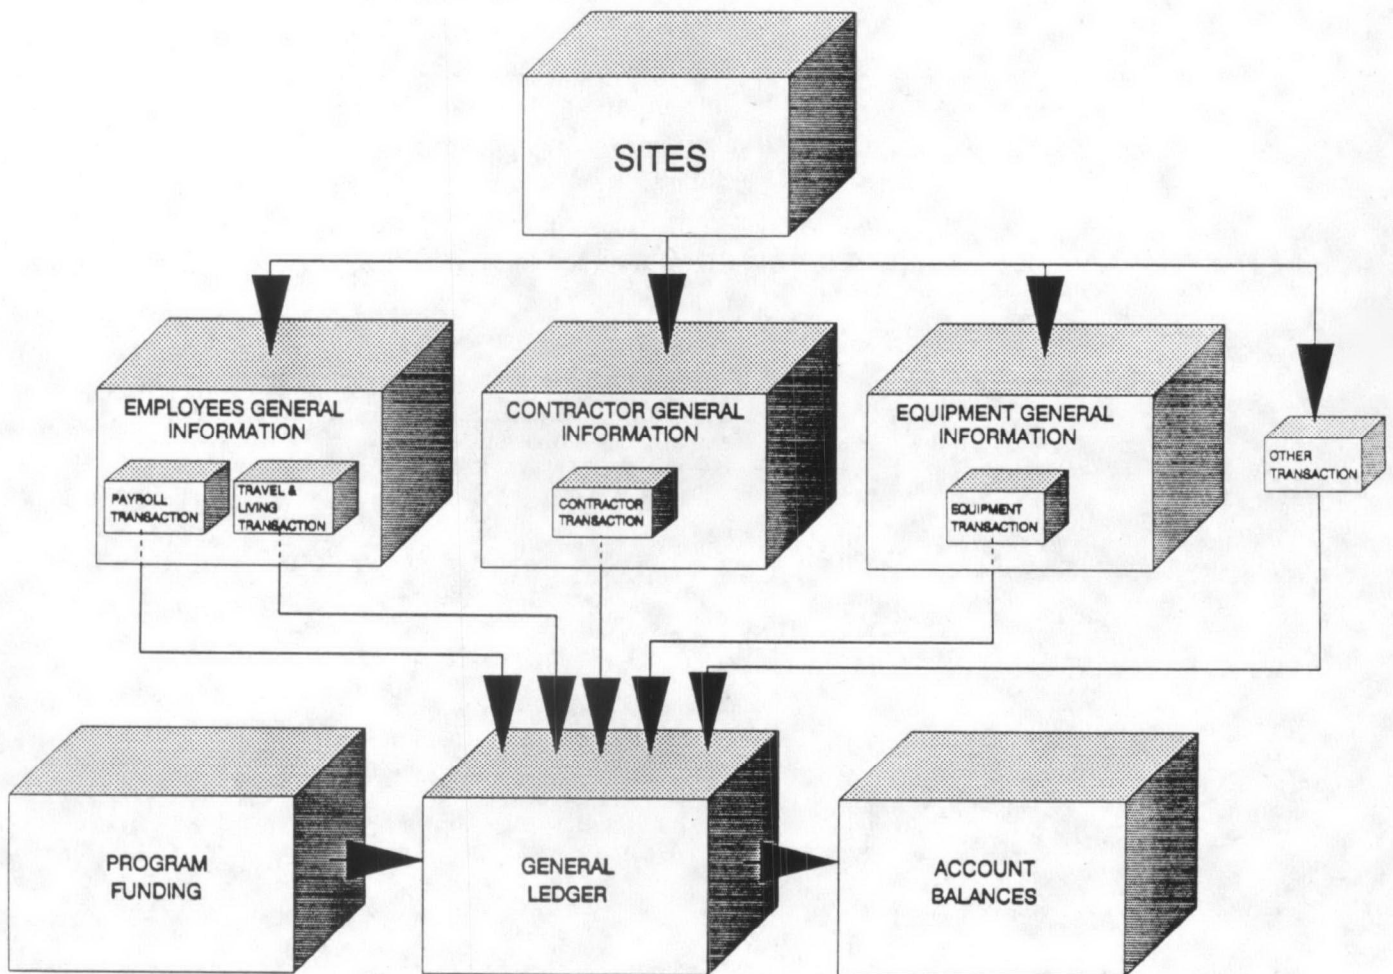 SITES
EMPLOYEES GENERAL
INFORMATION
CONTRACTOR GENERAL
INFORMATION
EQUIPMENT GENERAL
INFORMATION
PAYROLL
TRANSACTION
TRAVEL &
LIVING
TRANSACTION
CONTRACTOR
TRANSACTION
EQUIPMENT
TRANSACTION
OTHER
TRANSACTION
PROGRAM
FUNDING
GENERAL
LEDGER
ACCOUNT
BALANCES